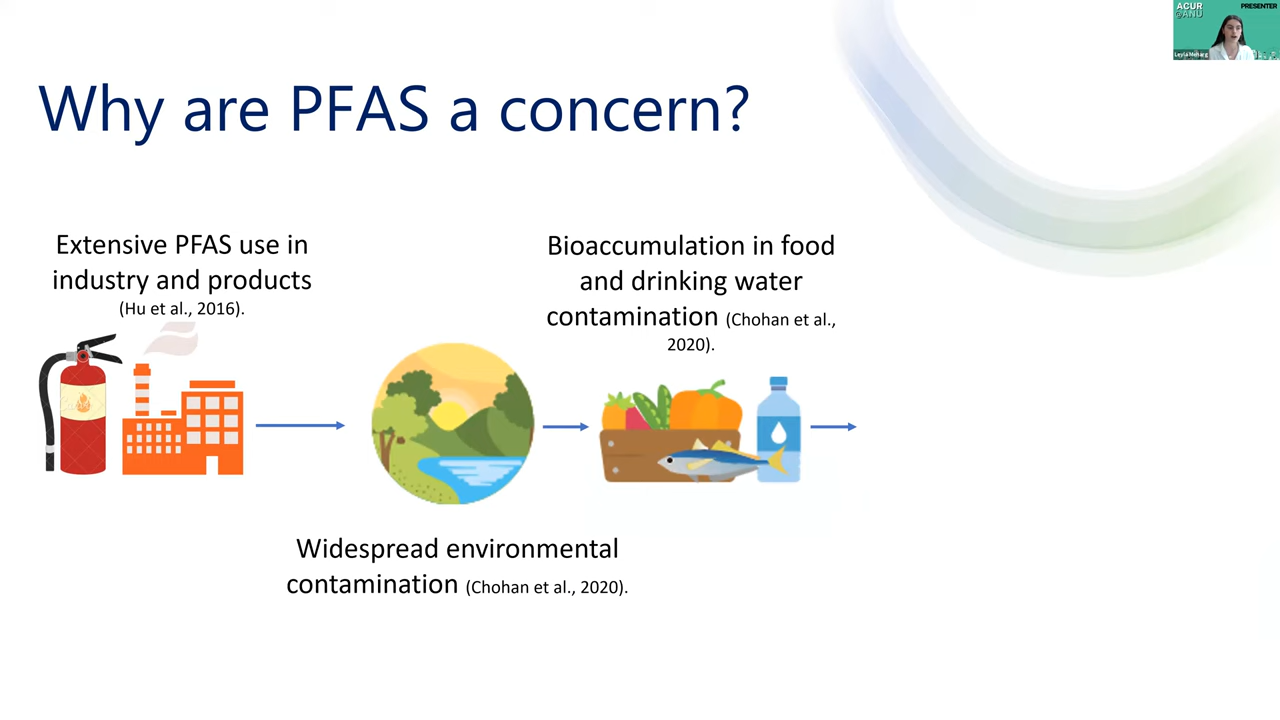 ACUR
@ANU
PRESENTER
Why are PFAS a concern?
Extensive PFAS use in
industry and products
(Hu et al., 2016).
Bioaccumulation in food
and drinking water
contamination (Chohan et al.,
2020).
Widespread environmental
contamination (Chohan et al., 2020).